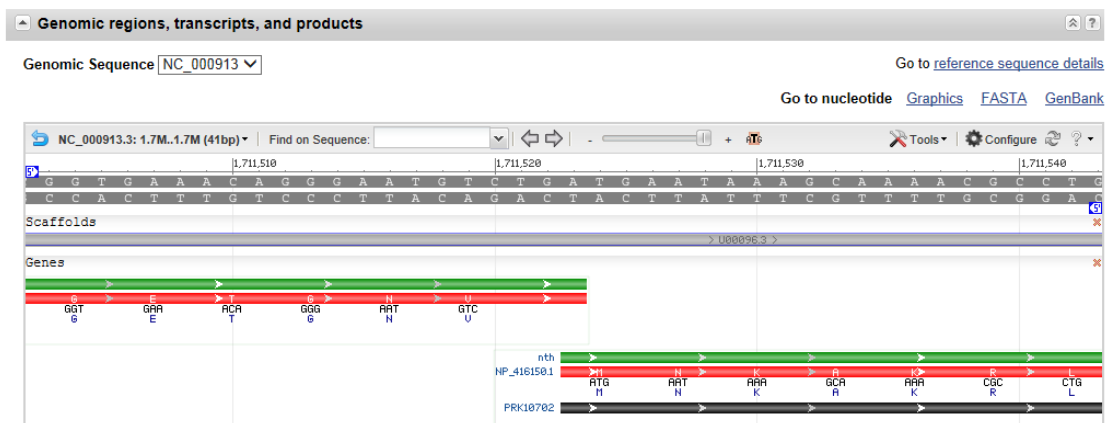 Genomic regions, transcripts, and products
?
Genomic Sequence NC_000913
Go to reference sequence details
Go to nucleotide Graphics FASTA GenBank
NC_000913.3: 1.7M..1.7M (41bp) Find on Sequence: - + ATG Tools Configure ?
1,711,510 1,711,520 1,711,530 1,711,540
5'
G G T G A A A C A G G G A A T G T C T G A T G A A T A A A G C A A A A C G C C T G
C C A C T T T G T C C C T T A C A G A C T A C T T A T T T C G T T T T G C G G A C
5'
Scaffolds
> U00096.3 >
Genes
G E T G N V
GGT GAA ACA GGG AAT GTC
G E T G N V
nth
NP_416150.1 M N K A K R L
ATG AAT AAA GCA AAA CGC CTG
M N K A K R L
PRK10702